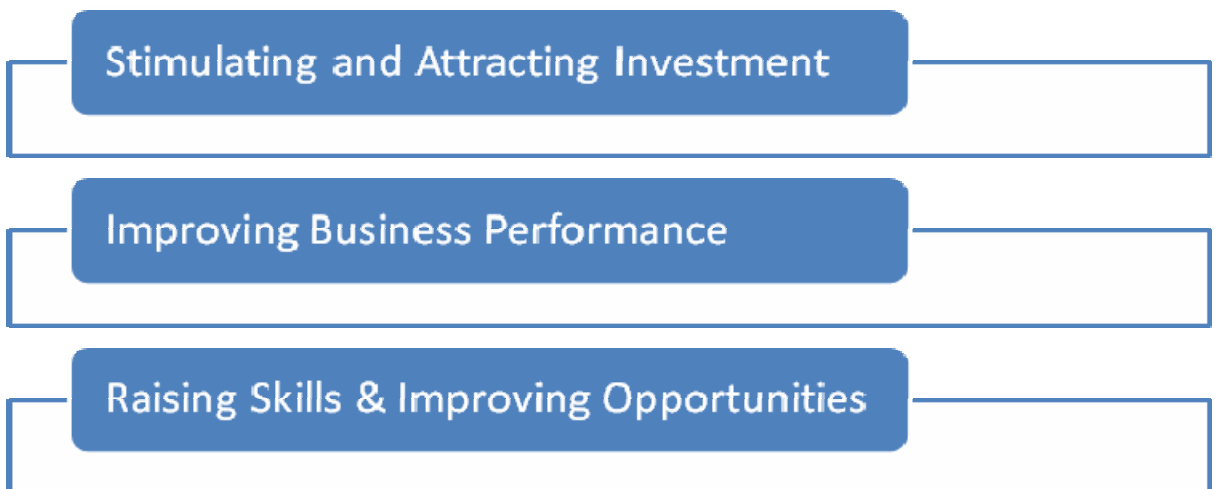 Stimulating and Attracting Investment
Improving Business Performance
Raising Skills & Improving Opportunities